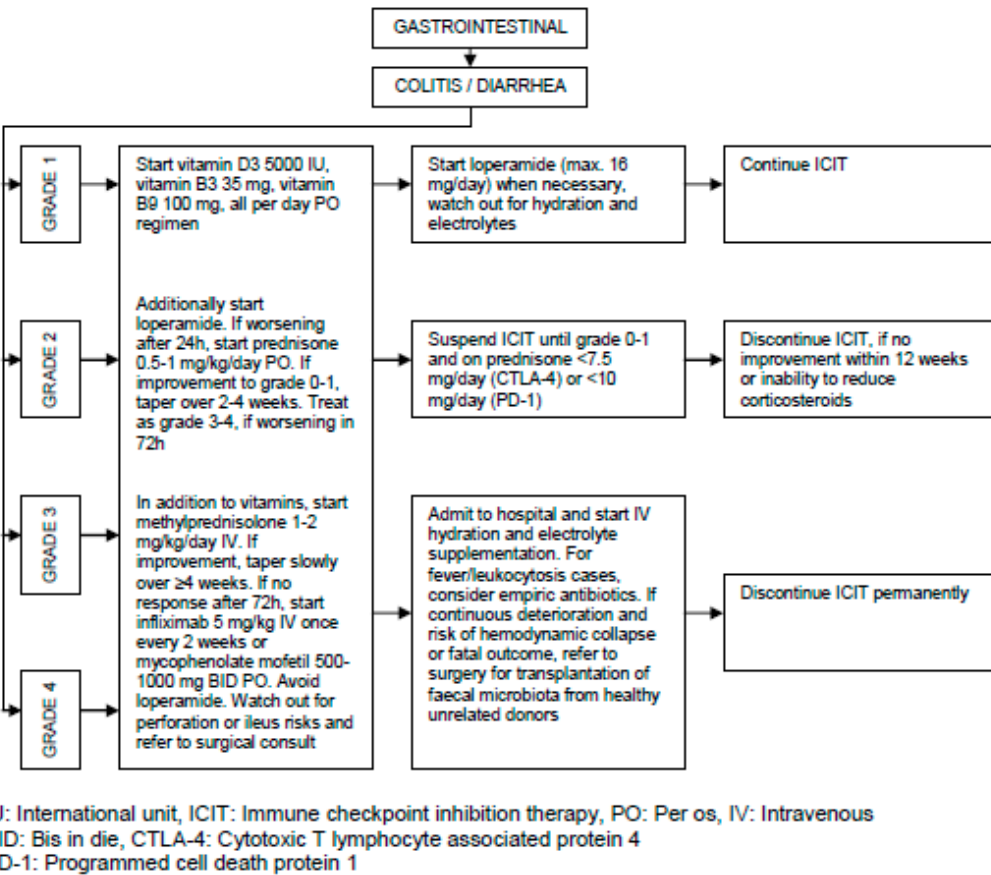 GASTROINTESTINAL
COLITIS / DIARRHEA
GRADE 1
Start vitamin D3 5000 IU,
vitamin B3 35 mg, vitamin
B9 100 mg, all per day PO
regimen
Start loperamide (max. 16
mg/day) when necessary,
watch out for hydration and
electrolytes
Continue ICIT
GRADE 2
Additionally start
loperamide. If worsening
after 24h, start prednisone
0.5-1 mg/kg/day PO. If
improvement to grade 0-1,
taper over 2-4 weeks. Treat
as grade 3-4, if worsening in
72h
Suspend ICIT until grade 0-1
and on prednisone <7.5
mg/day (CTLA-4) or <10
mg/day (PD-1)
Discontinue ICIT, if no
improvement within 12 weeks
or inability to reduce
corticosteroids
GRADE 3
GRADE 4
In addition to vitamins, start
methylprednisolone 1-2
mg/kg/day IV. If
improvement, taper slowly
over ≥4 weeks. If no
response after 72h, start
infliximab 5 mg/kg IV once
every 2 weeks or
mycophenolate mofetil 500-
1000 mg BID PO. Avoid
loperamide. Watch out for
perforation or ileus risks and
refer to surgical consult
Admit to hospital and start IV
hydration and electrolyte
supplementation. For
fever/leukocytosis cases,
consider empiric antibiotics. If
continuous deterioration and
risk of hemodynamic collapse
or fatal outcome, refer to
surgery for transplantation of
faecal microbiota from healthy
unrelated donors
Discontinue ICIT permanently
: International unit, ICIT: Immune checkpoint inhibition therapy, PO: Per os, IV: Intravenous
ID: Bis in die, CTLA-4: Cytotoxic T lymphocyte associated protein 4
D-1: Programmed cell death protein 1